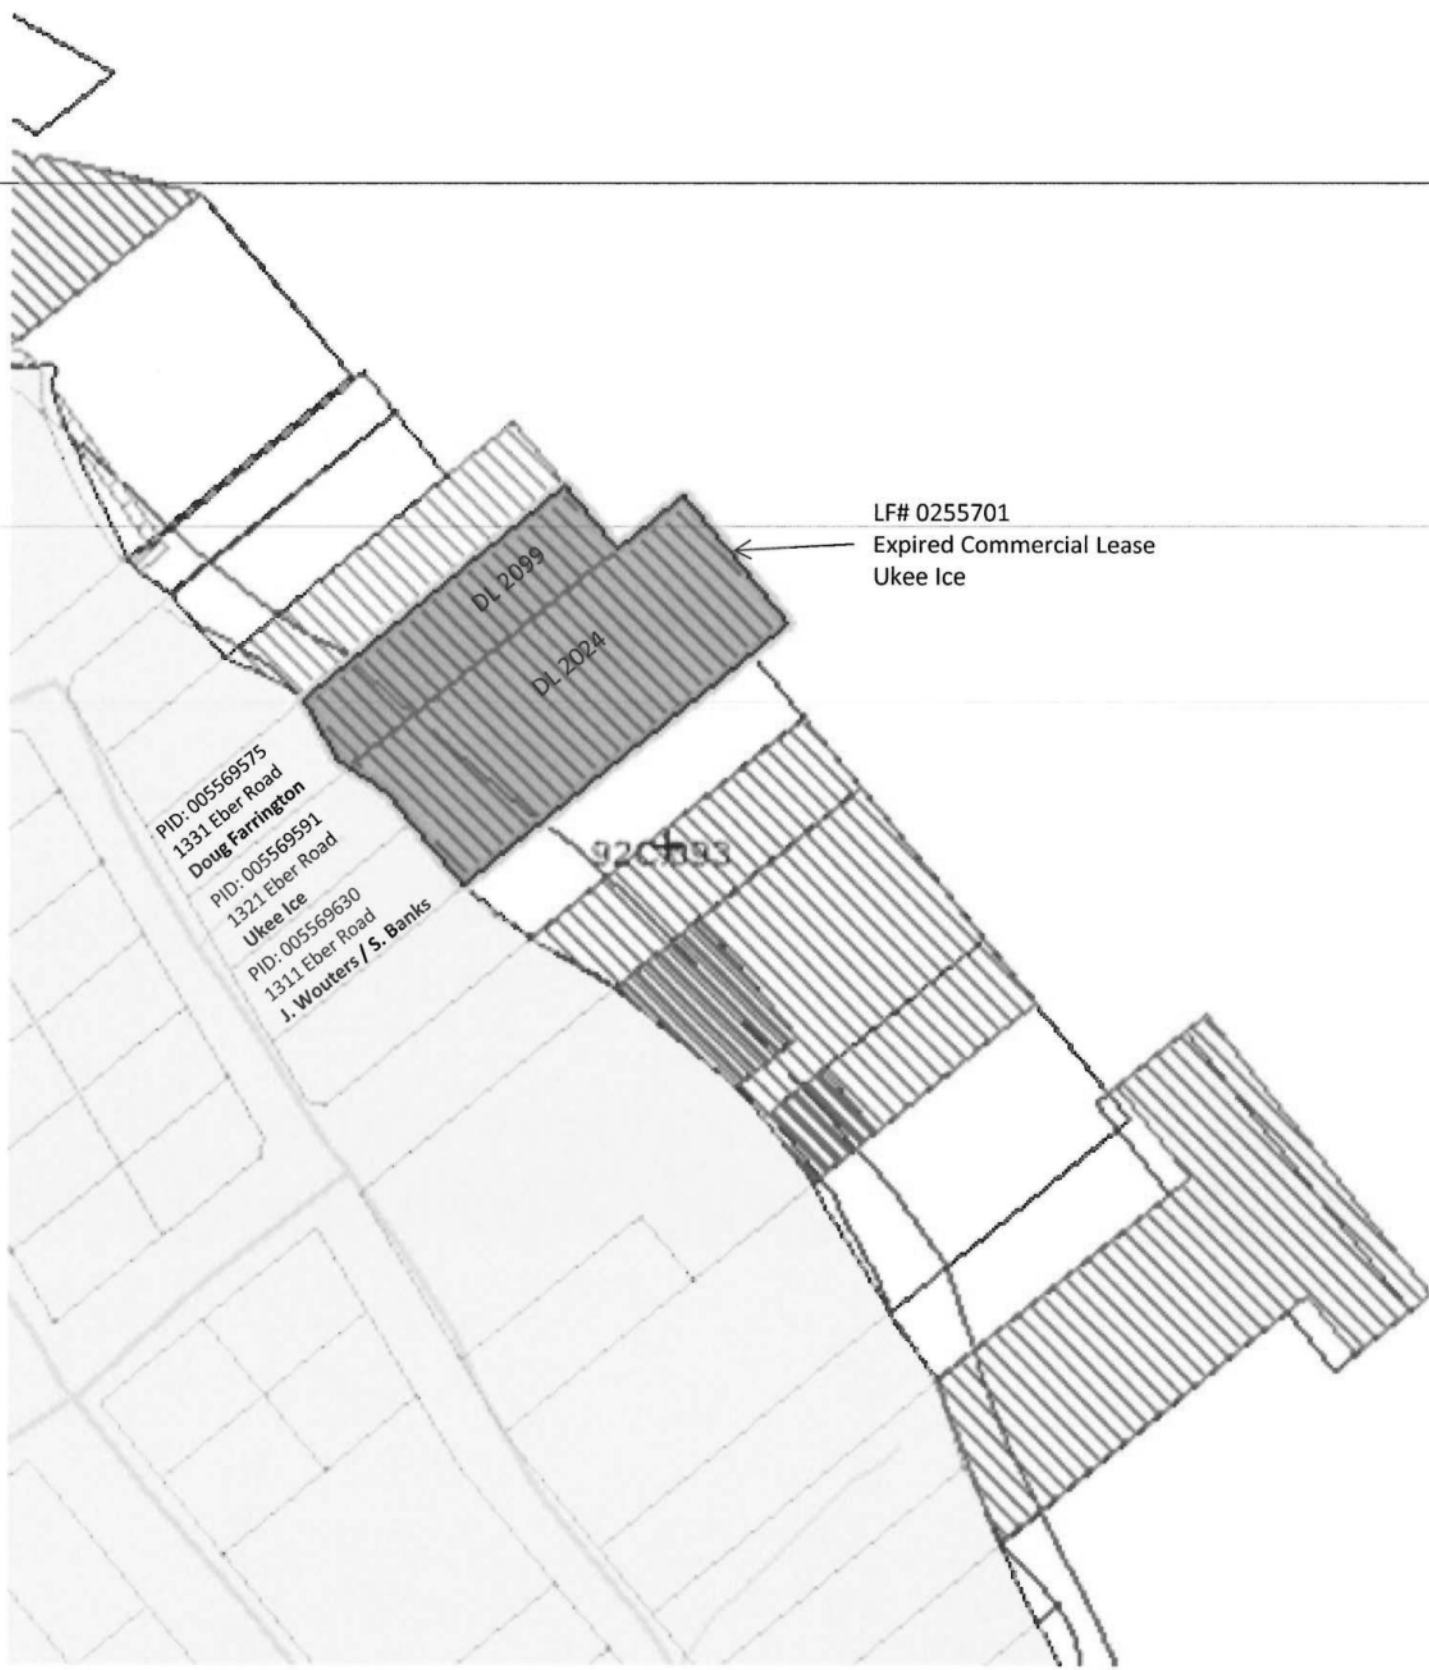 LF# 0255701
Expired Commercial Lease
Ukee Ice
DL 2099
DL 2024
PID: 005569575
1331 Eber Road
Doug Farrington
PID: 005569591
1321 Eber Road
Ukee Ice
PID: 005569630
1311 Eber Road
J. Wouters / S. Banks